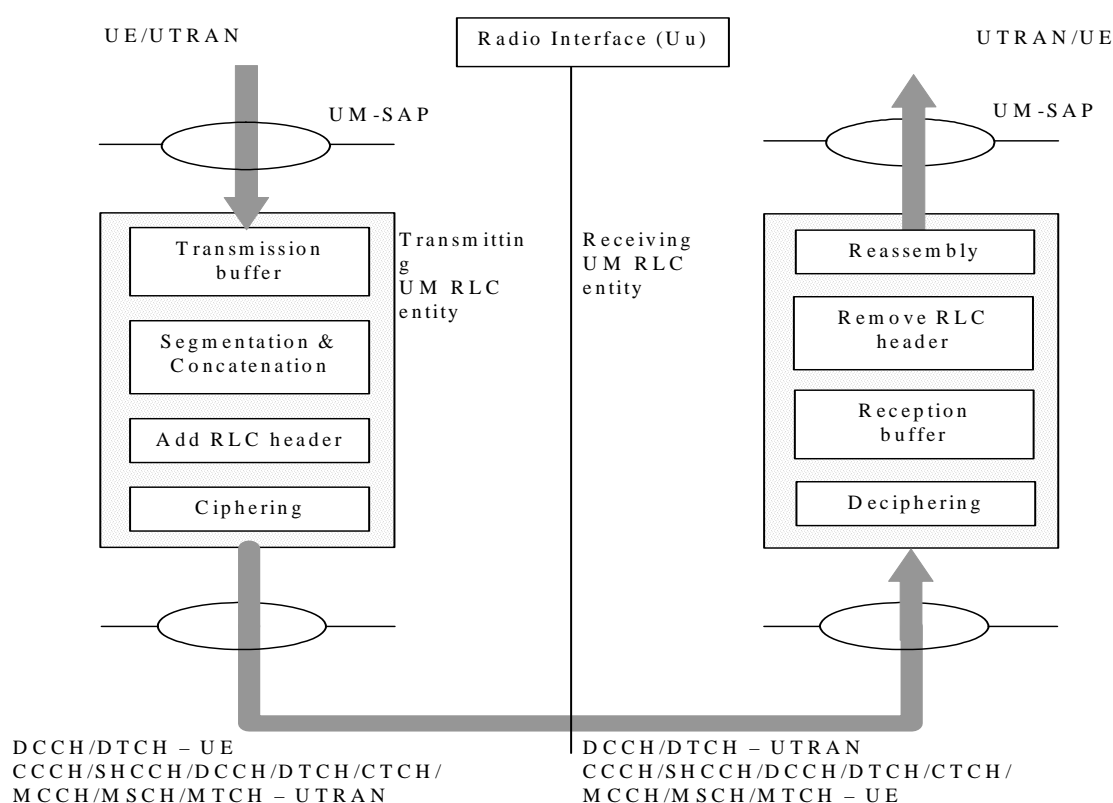 UE/UTRAN
Radio Interface (Uu)
UTRAN/UE
UM-SAP
UM-SAP
Transmission
buffer
Segmentation &
Concatenation
Add RLC header
Ciphering
Transmittin
g
UM RLC
entity
Receiving
UM RLC
entity
Reassembly
Remove RLC
header
Reception
buffer
Deciphering
DCCH/DTCH – UE
CCCH/SHCCH/DCCH/DTCH/CTCH/
MCCH/MSCH/MTCH – UTRAN
DCCH/DTCH – UTRAN
CCCH/SHCCH/DCCH/DTCH/CTCH/
MCCH/MSCH/MTCH – UE